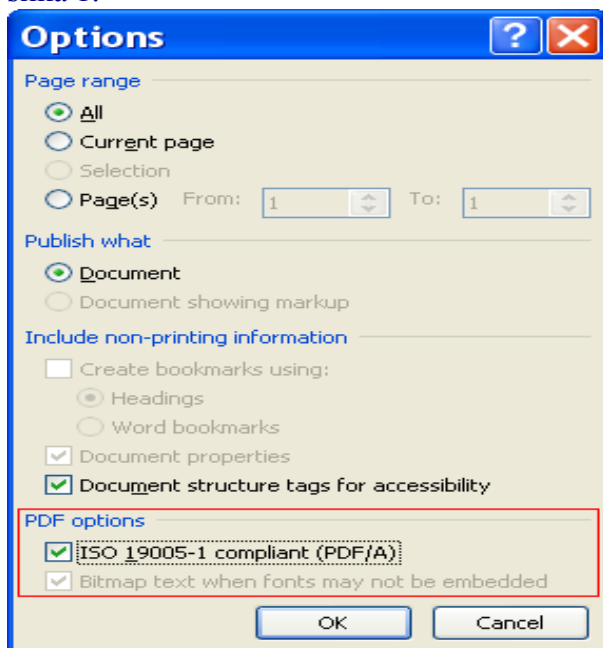 Options
Page range
All
Current page
Selection
Page(s) From: 1 To: 1
Publish what
Document
Document showing markup
Include non-printing information
Create bookmarks using:
Headings
Word bookmarks
Document properties
Document structure tags for accessibility
PDF options
ISO 19005-1 compliant (PDF/A)
Bitmap text when fonts may not be embedded
OK Cancel